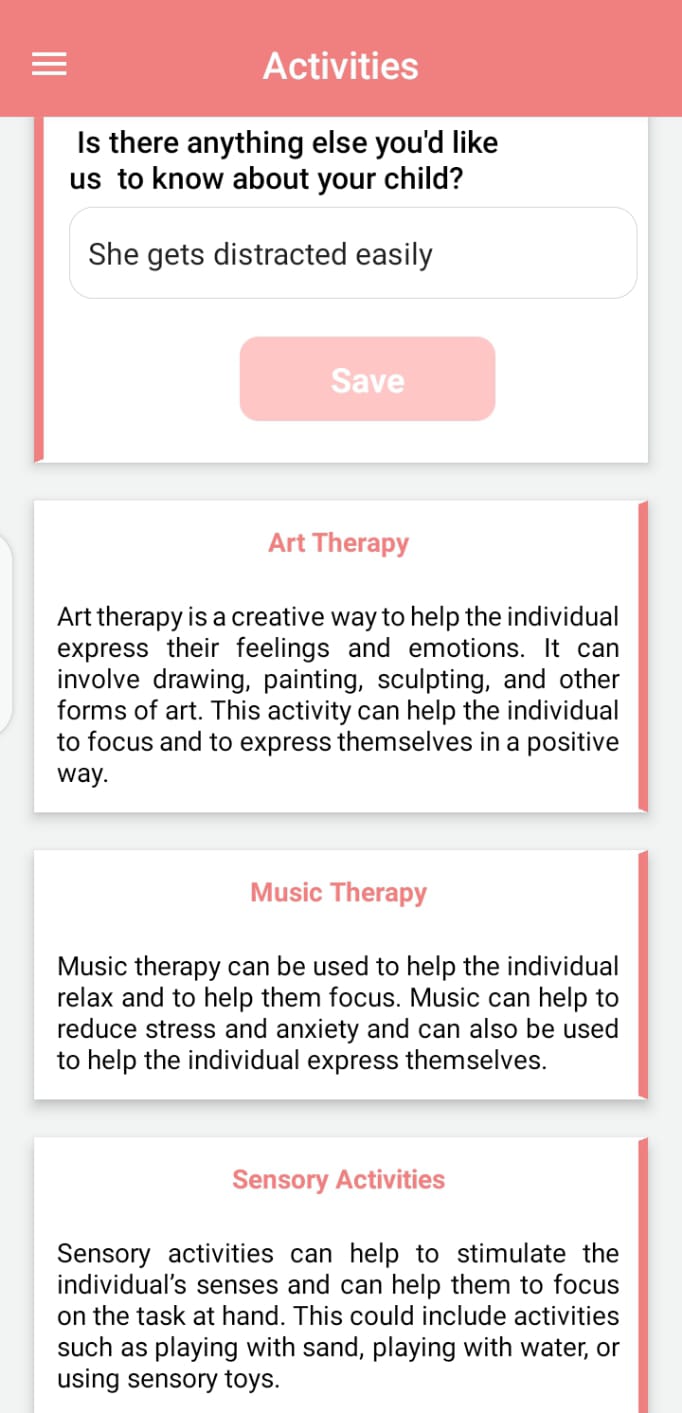 Activities
Is there anything else you'd like
us to know about your child?
She gets distracted easily
Save
Art Therapy
Art therapy is a creative way to help the individual
express their feelings and emotions. It can
involve drawing, painting, sculpting, and other
forms of art. This activity can help the individual
to focus and to express themselves in a positive
way.
Music Therapy
Music therapy can be used to help the individual
relax and to help them focus. Music can help to
reduce stress and anxiety and can also be used
to help the individual express themselves.
Sensory Activities
Sensory activities can help to stimulate the
individual’s senses and can help them to focus
on the task at hand. This could include activities
such as playing with sand, playing with water, or
using sensory toys.